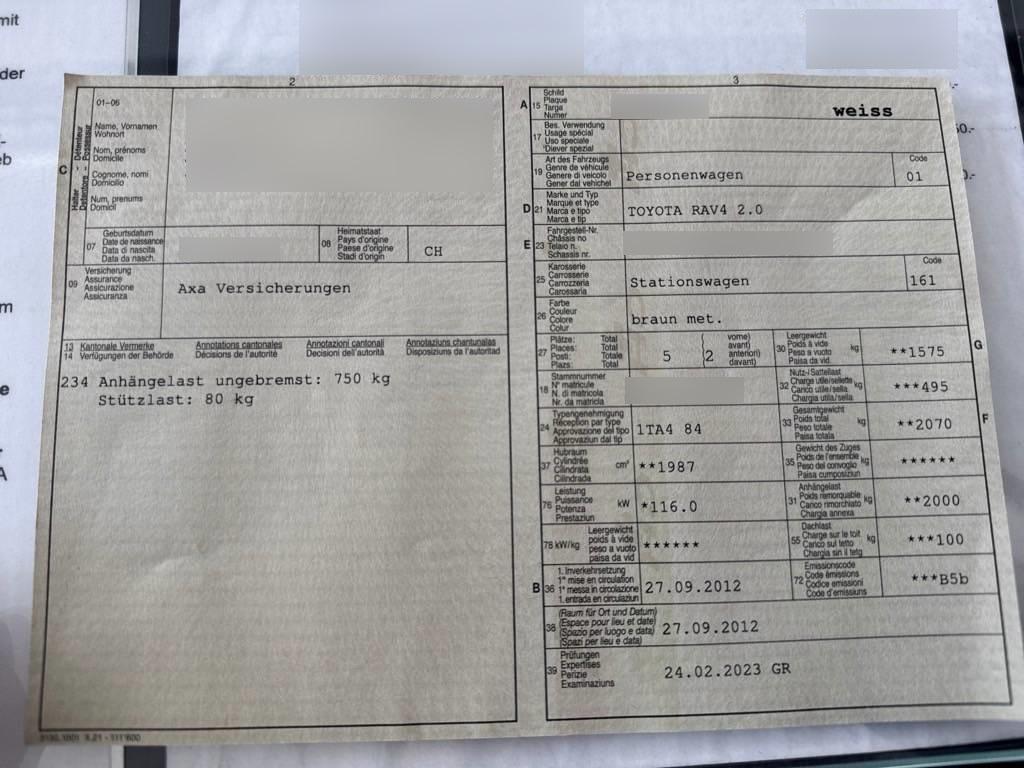 mit
der
2
01-06
Halter - Détenteur
Detentore - Possessur
Name, Vornamen
Wohnort
Nom, prénoms
Domicile
Cognome, nomi
Domicilio
Num, prenums
Domicil
C
07
Geburtsdatum
Date de naissance
Data di nascita
Data da nasch.
08
Heimatstaat
Pays d'origine
Paese d'origine
Stadi d'origin
CH
09
Versicherung
Assurance
Assicurazione
Assicuranza
Axa Versicherungen
13 Kantonale Vermerke Annotations cantonales Annotazioni cantonali Annotaziuns chantunalas
14 Verfügungen der Behörde Décisions de l'autorité Decisioni dell'autorità Disposiziuns da l'autoritad
234 Anhängelast ungebremst: 750 kg
Stützlast: 80 kg
3
A 15
Schild
Plaque
Targa
Numer
weiss
17
Bes. Verwendung
Usage spécial
Uso speciale
Diever spezial
19
Art des Fahrzeugs
Genre de véhicule
Genere di veicolo
Gener dal vehichel
Personenwagen
Code
01
D 21
Marke und Typ
Marque et type
Marca e tipo
Marca e tip
TOYOTA RAV4 2.0
E 23
Fahrgestell-Nr.
Châssis no
Telaio n.
Schassis nr.
25
Karosserie
Carrosserie
Carrozzeria
Carossaria
Stationswagen
Code
161
26
Farbe
Couleur
Colore
Colur
braun met.
27
Plätze: Total
Places: Total
Posti: Totale
Plazs: Total
5
vorne)
avant)
anteriori)
davant)
2
30
Leergewicht
Poids à vide
Peso a vuoto
Paisa da vid
kg
**1575
G
18
Stammnummer
N° matricule
N. di matricola
Nr. da matricla
32
Nutz-/Sattellast
Charge utile/sellette
Carico utile/sella
Chargia utila/sella
kg
***495
24
Typengenehmigung
Réception par type
Approvazione del tipo
Approvaziun dal tip
1TA4 84
33
Gesamtgewicht
Poids total
Peso totale
Paisa totala
kg
**2070
F
37
Hubraum
Cylindrée
Cilindrata
Cilindrada
cm³
**1987
35
Gewicht des Zuges
Poids de l'ensemble
Peso del convoglio
Paisa cumposiziun
kg
******
76
Leistung
Puissance
Potenza
Prestaziun
kW
*116.0
31
Anhängelast
Poids remorquable
Carico rimorchiato
Chargia annexa
kg
**2000
78 kW/kg
Leergewicht
poids à vide
peso a vuoto
paisa da vid
******
55
Dachlast
Charge sur le toit
Carico sul tetto
Chargia sin il tetg
kg
***100
B 36
1. Inverkehrsetzung
1re mise en circulation
1a messa in circolazione
1. entrada en circulaziun
27.09.2012
72
Emissionscode
Code émissions
Codice emissioni
Code d'emissiuns
***B5b
38
(Raum für Ort und Datum)
(Espace pour lieu et date)
(Spazio per luogo e data)
(Spazi per lieu e data)
27.09.2012
39
Prüfungen
Expertises
Perizie
Examinaziuns
24.02.2023 GR